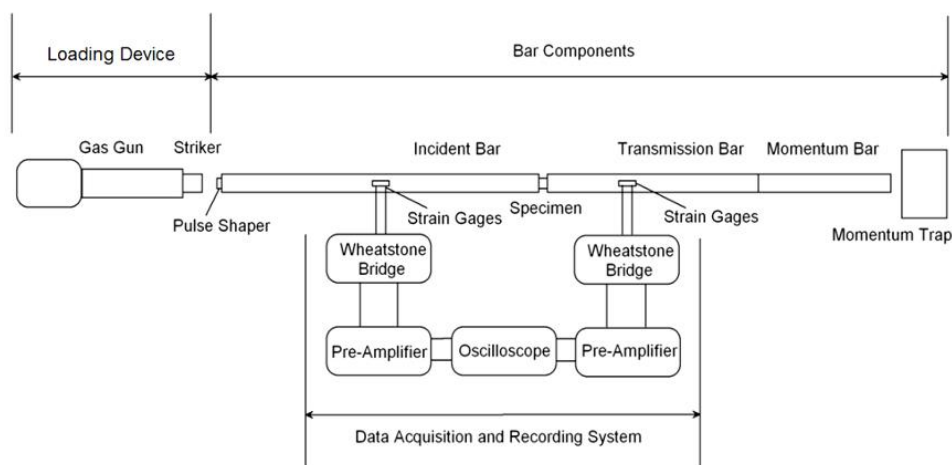 Loading Device
Bar Components
Gas Gun
Striker
Incident Bar
Transmission Bar
Momentum Bar
Pulse Shaper
Strain Gages
Specimen
Strain Gages
Momentum Trap
Wheatstone
Bridge
Wheatstone
Bridge
Pre-Amplifier
Oscilloscope
Pre-Amplifier
Data Acquisition and Recording System